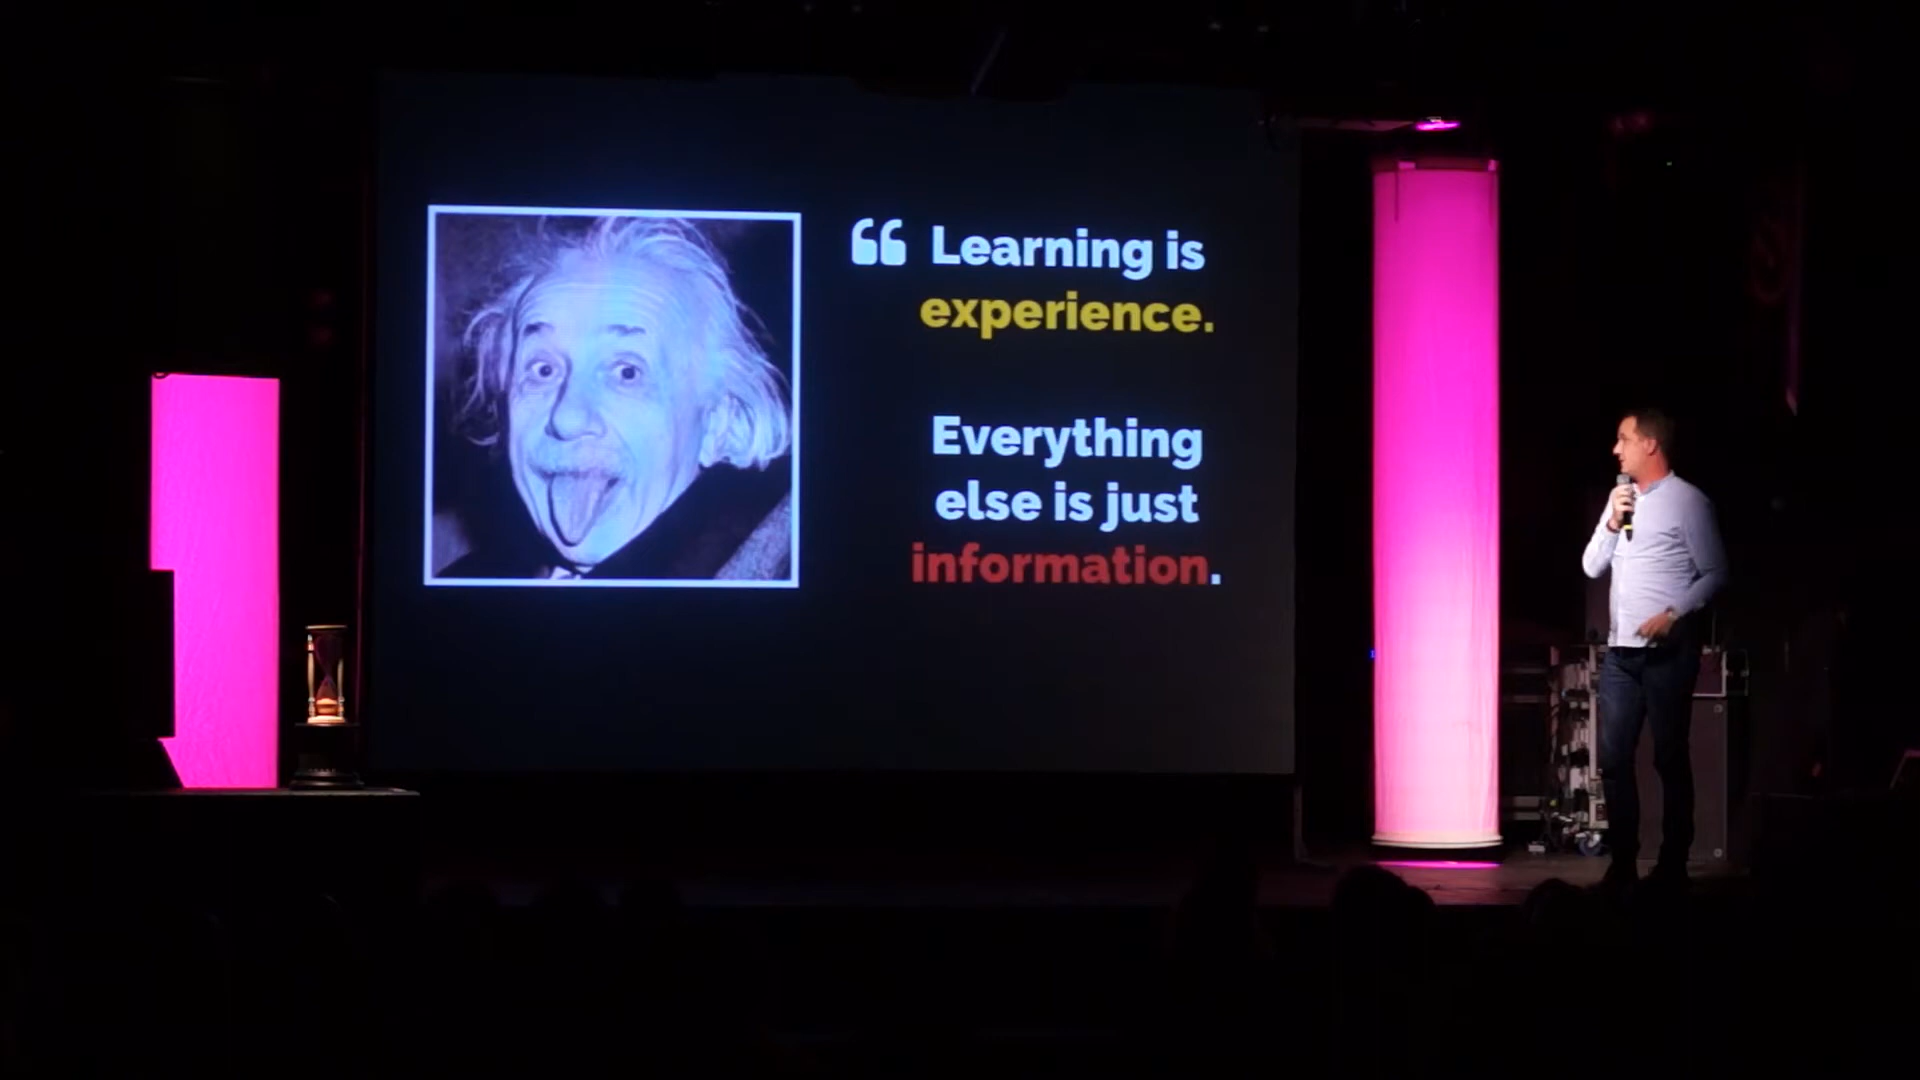 “ Learning is
experience.
Everything
else is just
information.